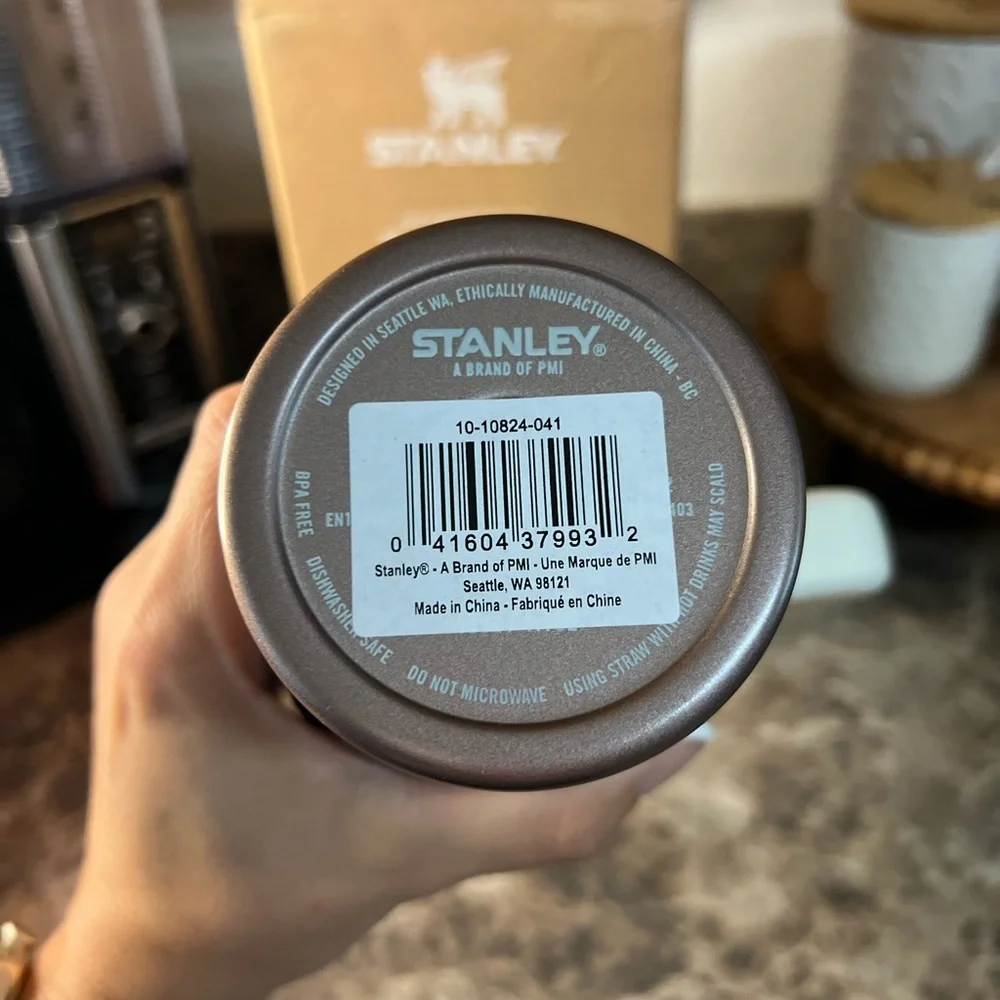 STANLEY
DESIGNED IN SEATTLE WA, ETHICALLY MANUFACTURED IN CHINA - BC
STANLEY®
A BRAND OF PMI
10-10824-041
0 41604 37993 2
Stanley® - A Brand of PMI - Une Marque de PMI
Seattle, WA 98121
Made in China - Fabriqué en Chine
BPA FREE DISHWASHER SAFE DO NOT MICROWAVE USING STRAW WITH HOT DRINKS MAY SCALD